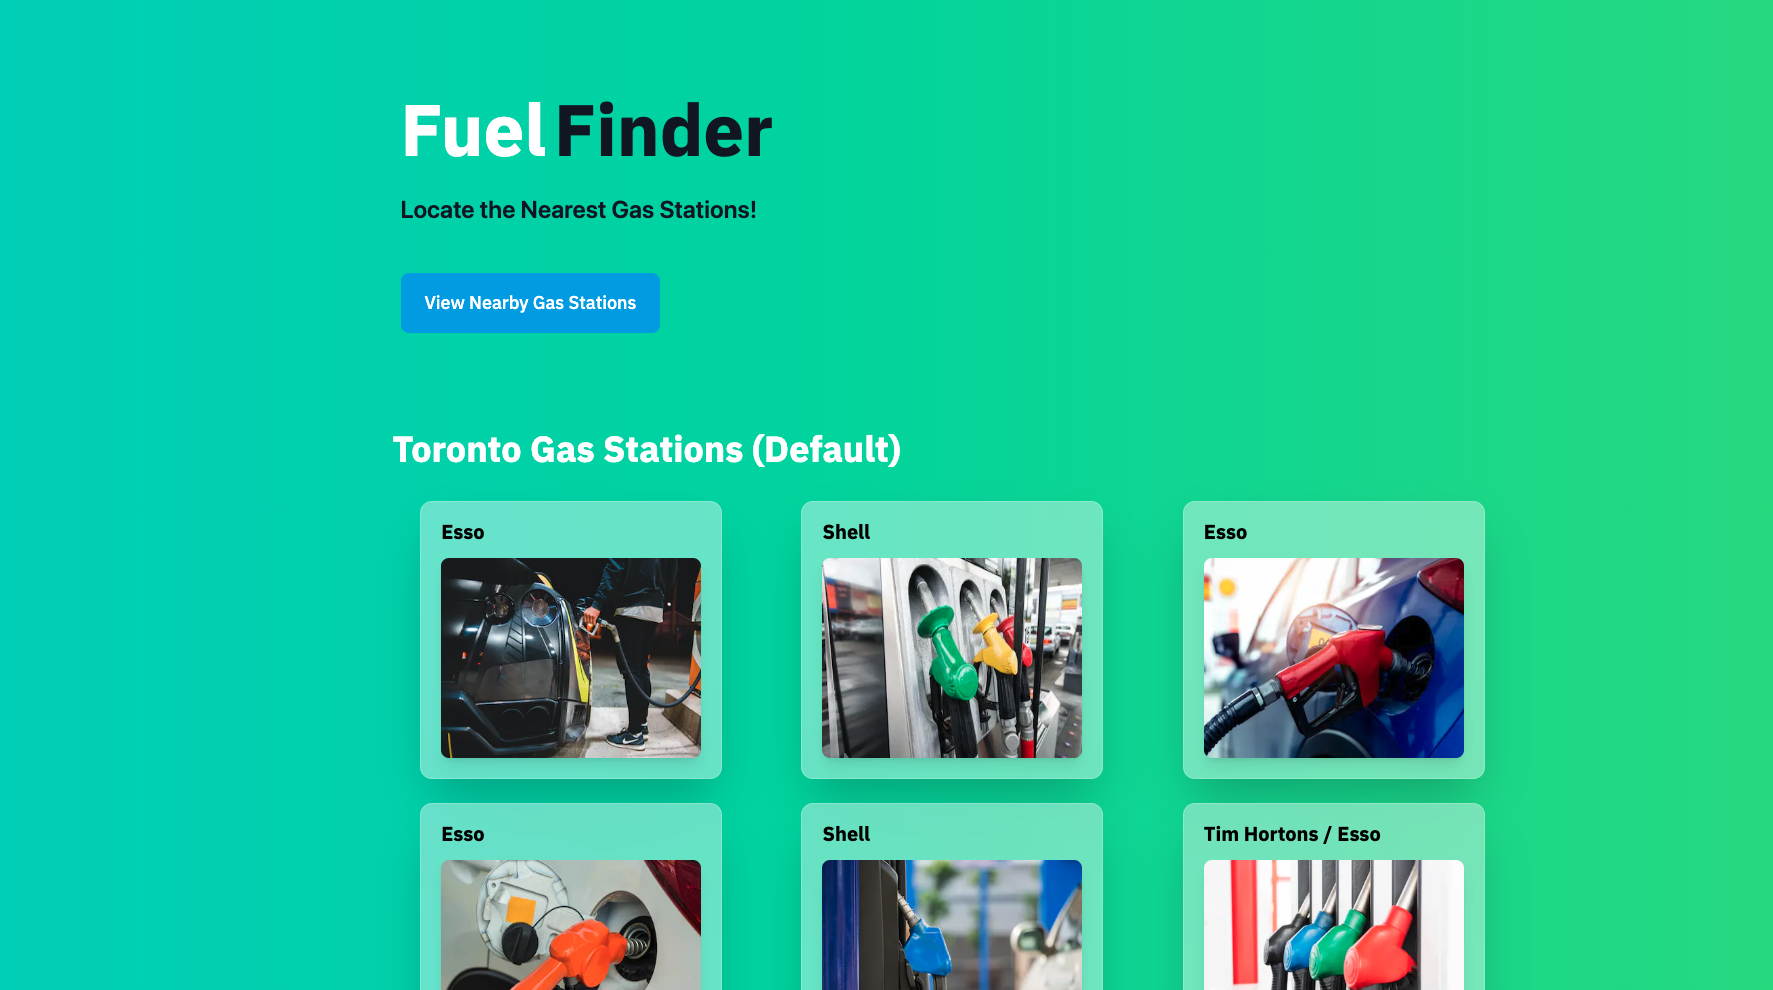 Fuel Finder
Locate the Nearest Gas Stations!
View Nearby Gas Stations
Toronto Gas Stations (Default)
Esso
Shell
Esso
Esso
Shell
Tim Hortons / Esso